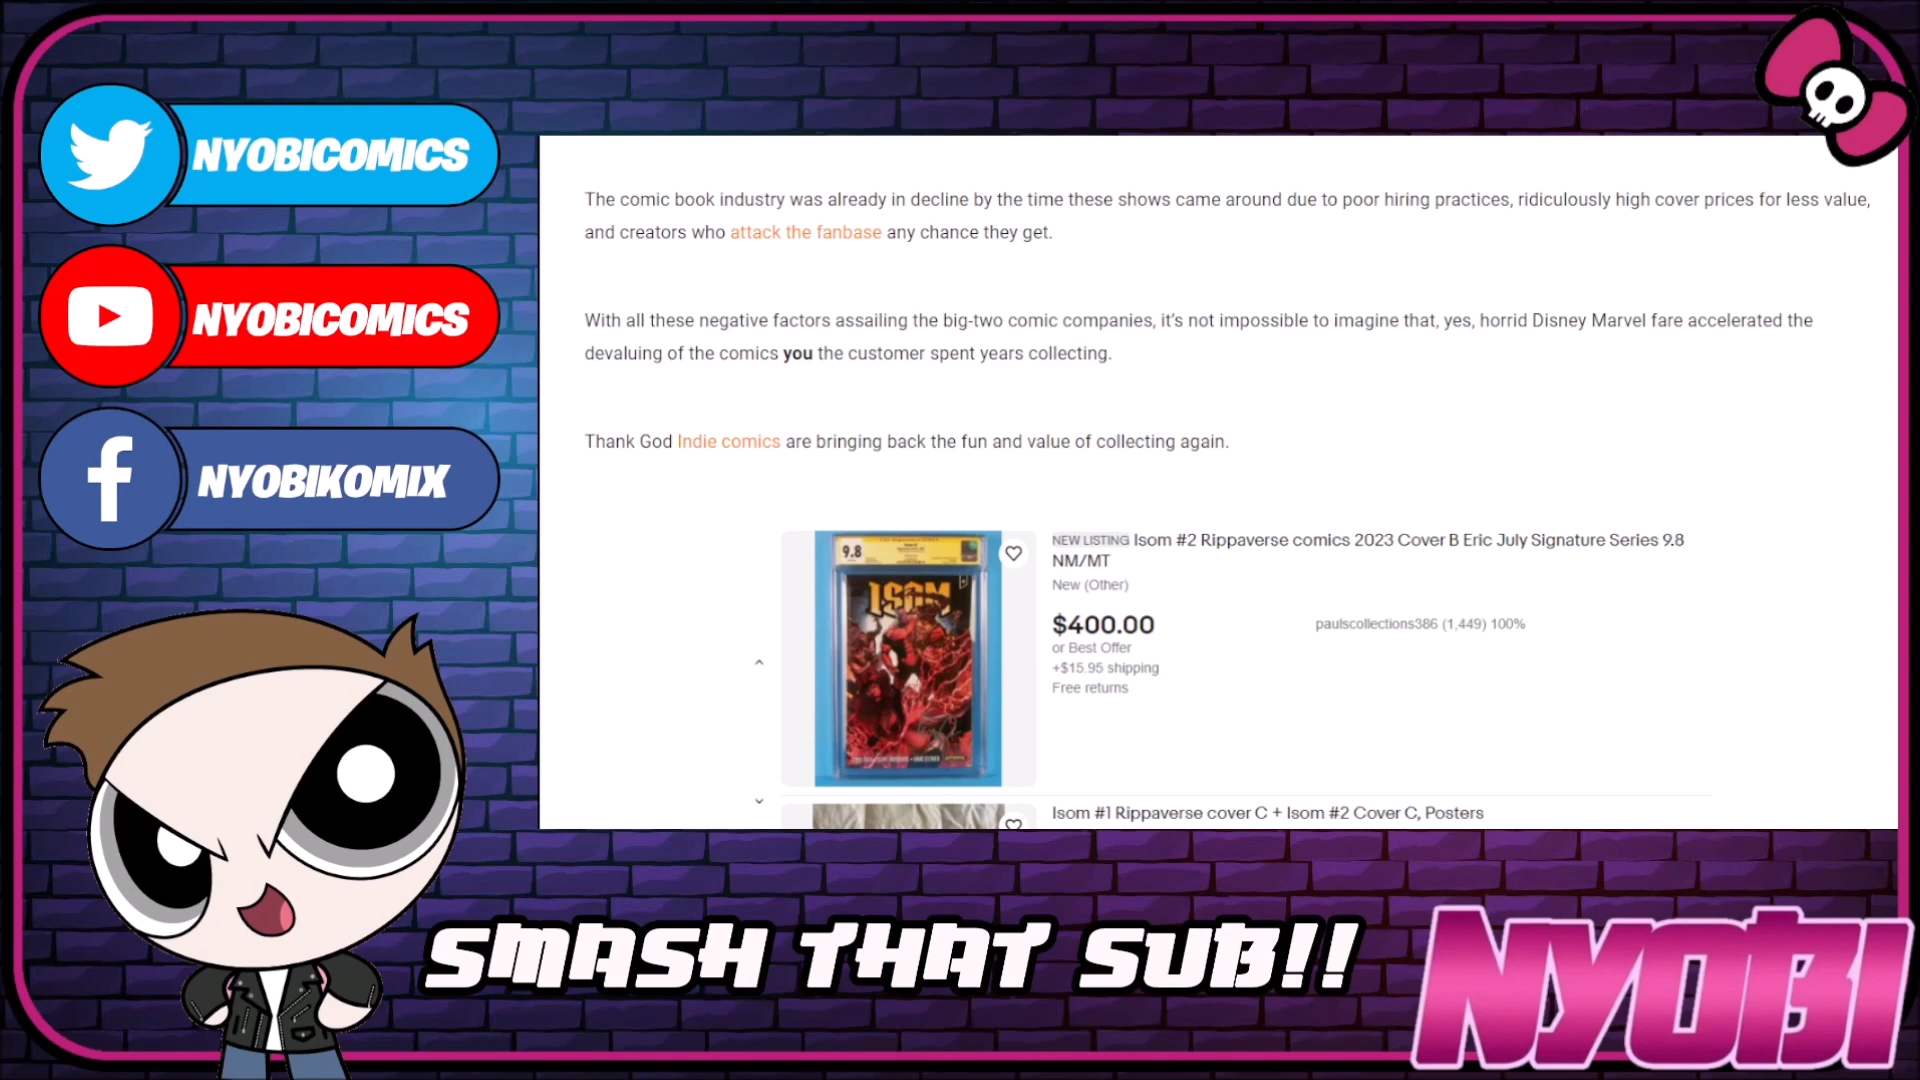 NYOBICOMICS
NYOBICOMICS
NYOBIKOMIX
The comic book industry was already in decline by the time these shows came around due to poor hiring practices, ridiculously high cover prices for less value,
and creators who attack the fanbase any chance they get.
With all these negative factors assailing the big-two comic companies, it's not impossible to imagine that, yes, horrid Disney Marvel fare accelerated the
devaluing of the comics you the customer spent years collecting.
Thank God Indie comics are bringing back the fun and value of collecting again.
9.8
ISOM
NEW LISTING Isom #2 Rippaverse comics 2023 Cover B Eric July Signature Series 9.8
NM/MT
New (Other)
$400.00
paulscollections386 (1,449) 100%
or Best Offer
+$15.95 shipping
Free returns
Isom #1 Rippaverse cover C + Isom #2 Cover C, Posters
SMASH THAT SUB!!
NYOBI